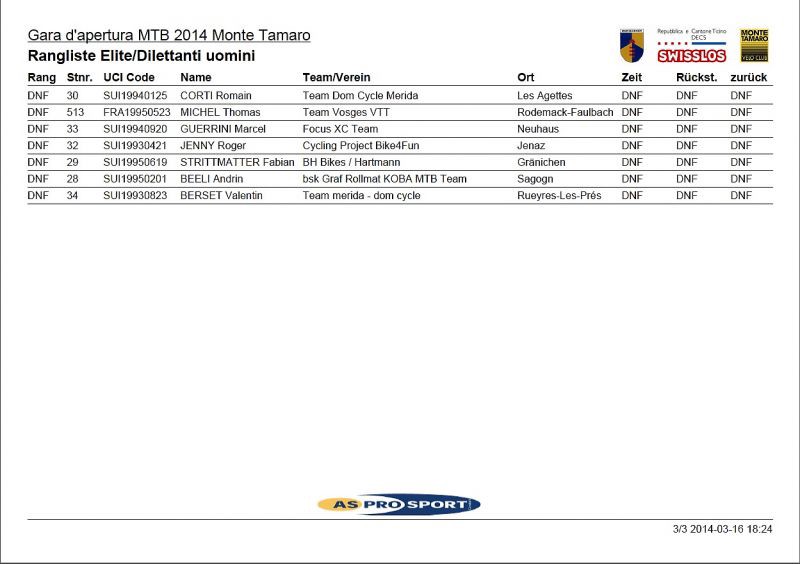 Gara d'apertura MTB 2014 Monte Tamaro
Rangliste Elite/Dilettanti uomini
Repubblica e Cantone Ticino
DECS
SWISSLOS
MONTE
TAMARO
VELO CLUB
Rang Stnr. UCI Code Name Team/Verein Ort Zeit Rückst. zurück
DNF 30 SUI19940125 CORTI Romain Team Dom Cycle Merida Les Agettes DNF DNF DNF
DNF 513 FRA19950523 MICHEL Thomas Team Vosges VTT Rodemack-Faulbach DNF DNF DNF
DNF 33 SUI19940920 GUERRINI Marcel Focus XC Team Neuhaus DNF DNF DNF
DNF 32 SUI19930421 JENNY Roger Cycling Project Bike4Fun Jenaz DNF DNF DNF
DNF 29 SUI19950619 STRITTMATTER Fabian BH Bikes / Hartmann Gränichen DNF DNF DNF
DNF 28 SUI19950201 BEELI Andrin bsk Graf Rollmat KOBA MTB Team Sagogn DNF DNF DNF
DNF 34 SUI19930823 BERSET Valentin Team merida - dom cycle Rueyres-Les-Prés DNF DNF DNF
AS PRO SPORT
3/3 2014-03-16 18:24